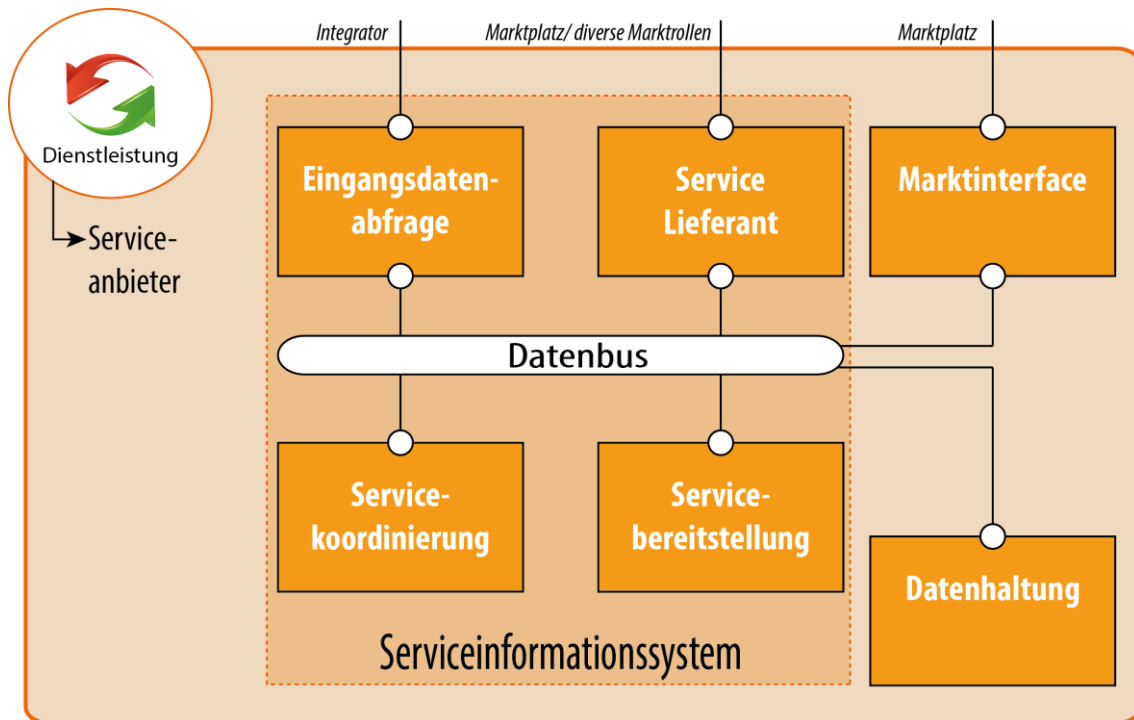 Integrator
Marktplatz/ diverse Marktrollen
Marktplatz
Dienstleistung
Service-
anbieter
Eingangsdaten-
abfrage
Service
Lieferant
Marktinterface
Datenbus
Service-
koordinierung
Service-
bereitstellung
Datenhaltung
Serviceinformationssystem